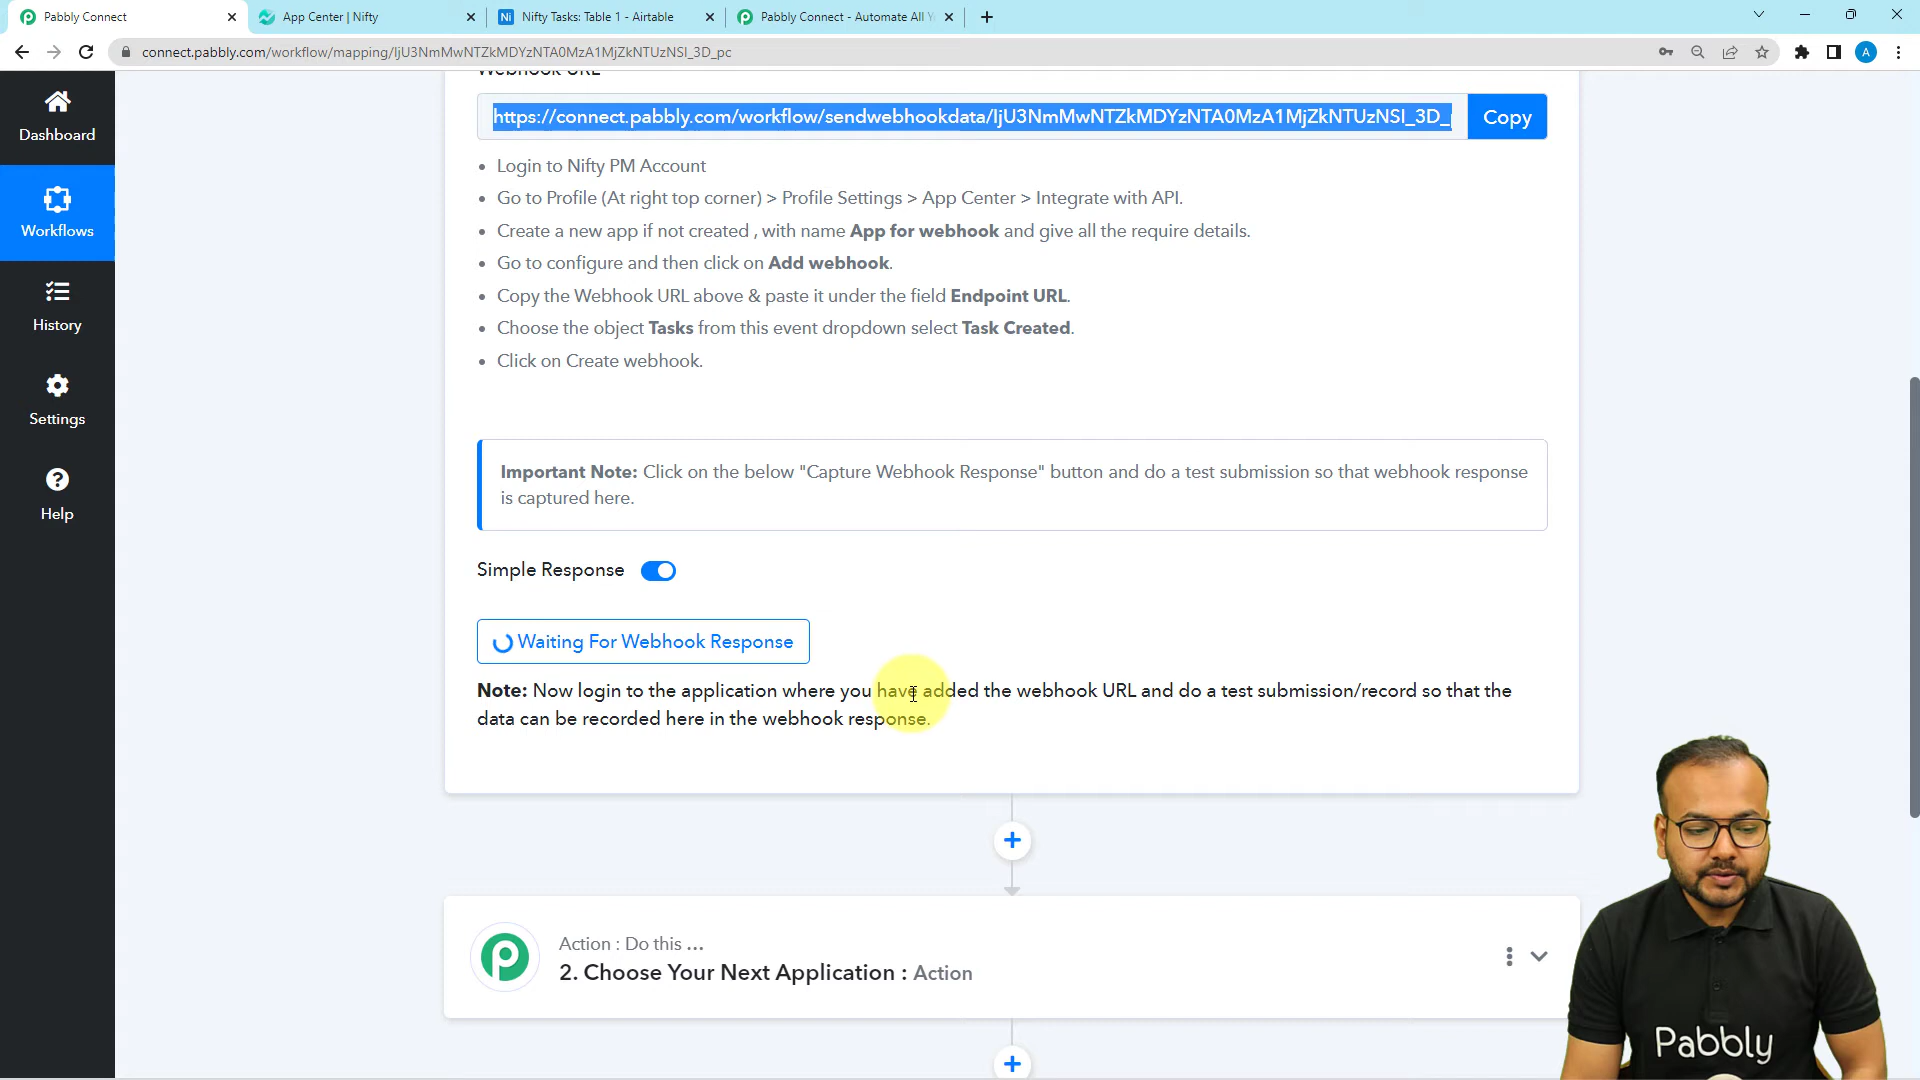 Pabbly Connect
App Center | Nifty
Nifty Tasks: Table 1 - Airtable
Pabbly Connect - Automate All Y
connect.pabbly.com/workflow/mapping/IjU3NmMwNTZkMDYzNTA0MzA1MjZkNTUzNSI_3D_pc
A
Dashboard
Workflows
History
Settings
Help
Webhook URL
https://connect.pabbly.com/workflow/sendwebhookdata/IjU3NmMwNTZkMDYzNTA0MzA1MjZkNTUzNSI_3D_
Copy
• Login to Nifty PM Account
• Go to Profile (At right top corner) > Profile Settings > App Center > Integrate with API.
• Create a new app if not created , with name App for webhook and give all the require details.
• Go to configure and then click on Add webhook.
• Copy the Webhook URL above & paste it under the field Endpoint URL.
• Choose the object Tasks from this event dropdown select Task Created.
• Click on Create webhook.
Important Note: Click on the below "Capture Webhook Response" button and do a test submission so that webhook response
is captured here.
Simple Response
Waiting For Webhook Response
Note: Now login to the application where you have added the webhook URL and do a test submission/record so that the
data can be recorded here in the webhook response.
Action : Do this ...
2. Choose Your Next Application : Action
Pabbly